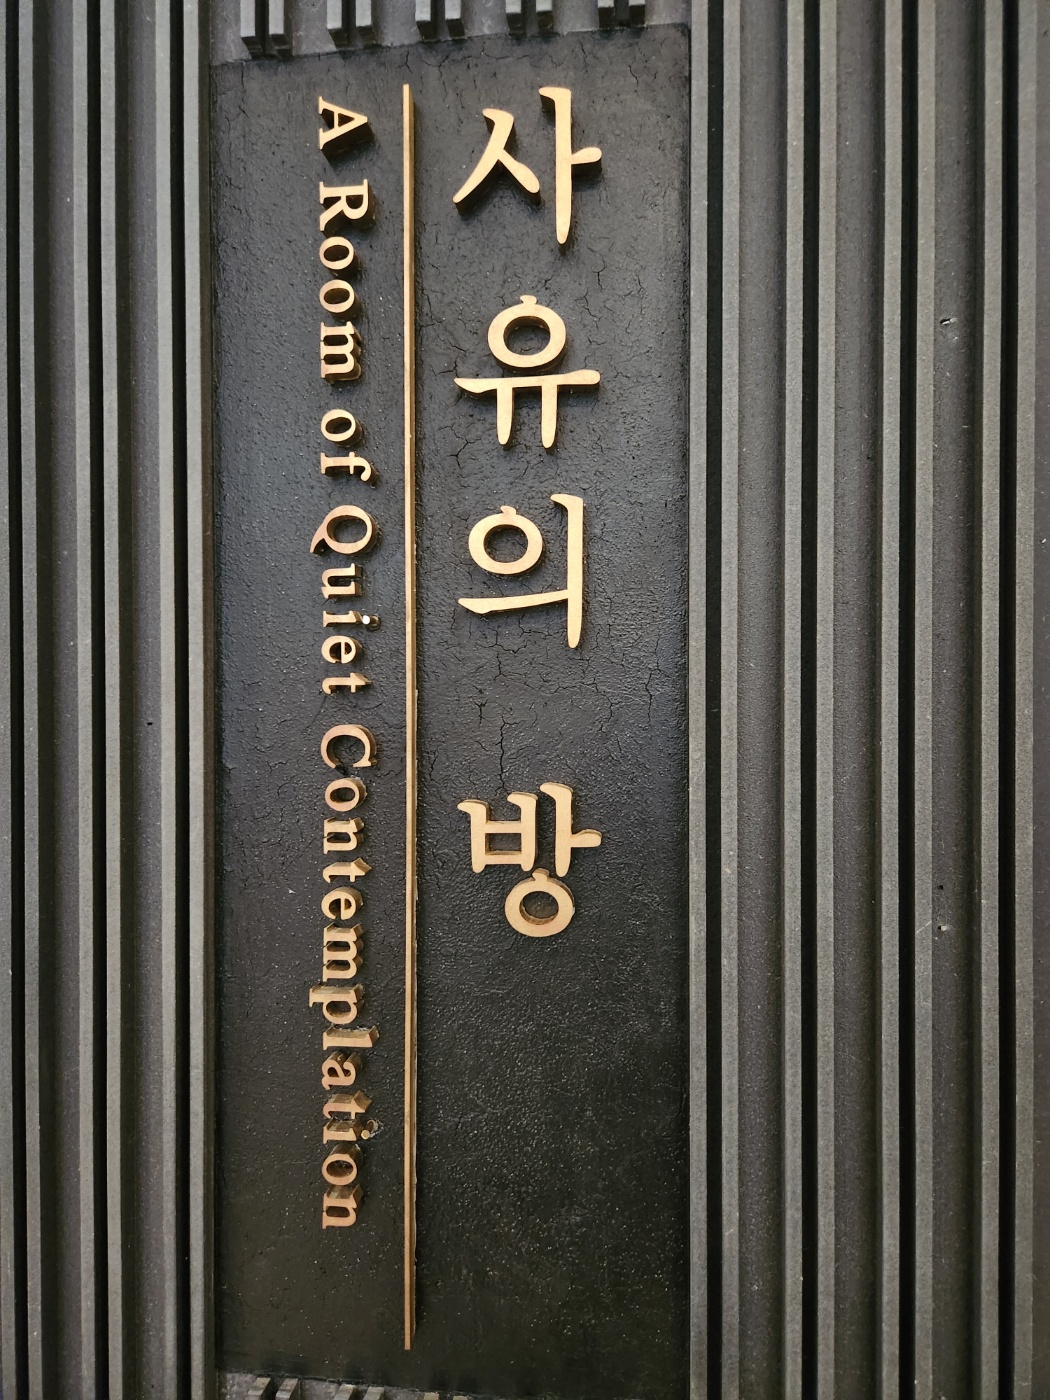 사유의 방
A Room of Quiet Contemplation